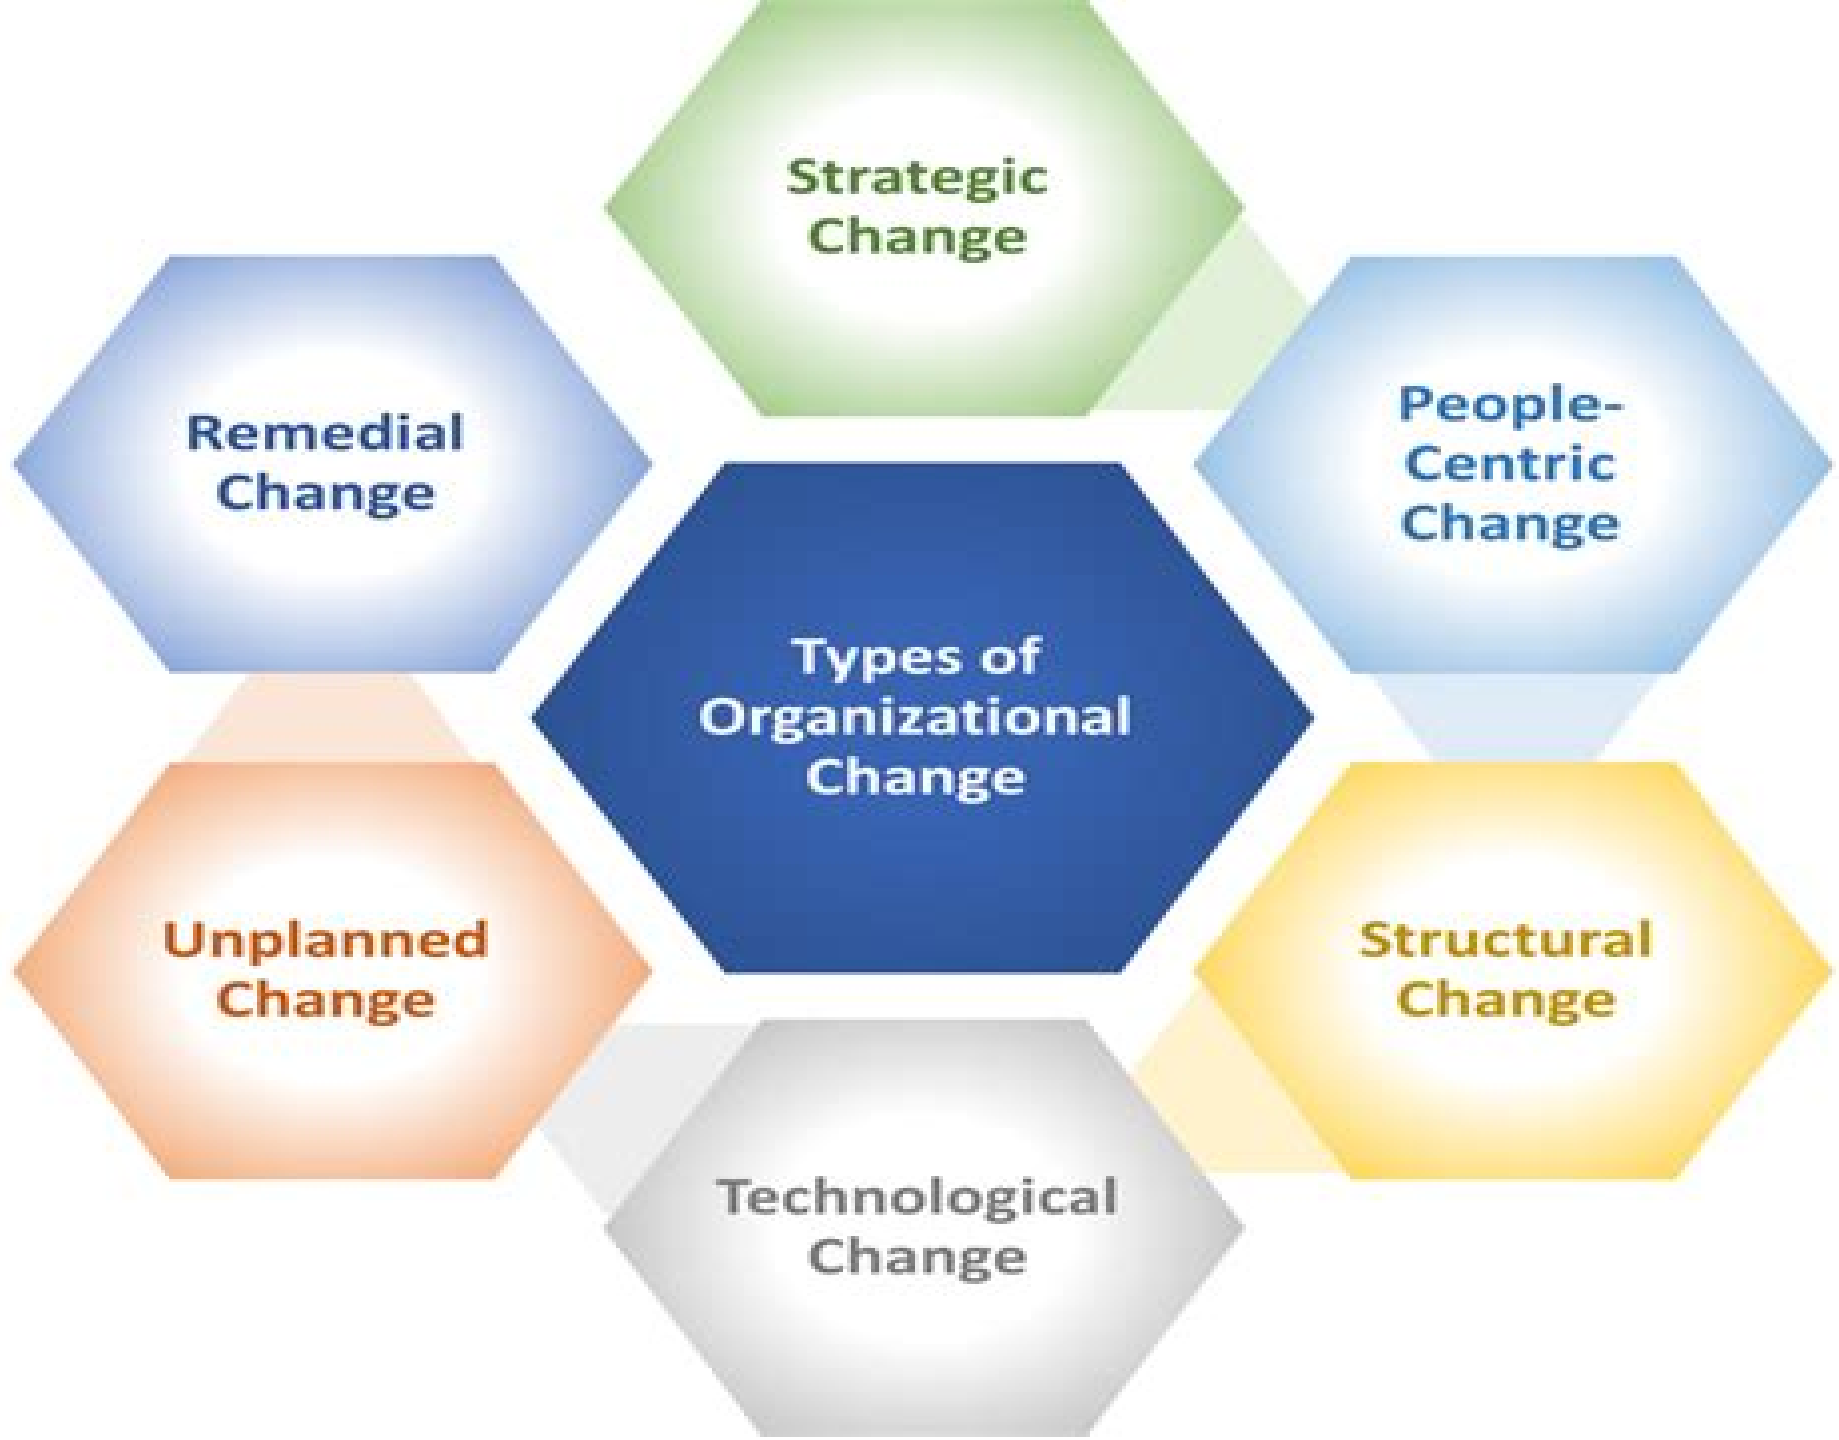 Strategic
Change
People-
Centric
Change
Structural
Change
Technological
Change
Unplanned
Change
Remedial
Change
Types of
Organizational
Change